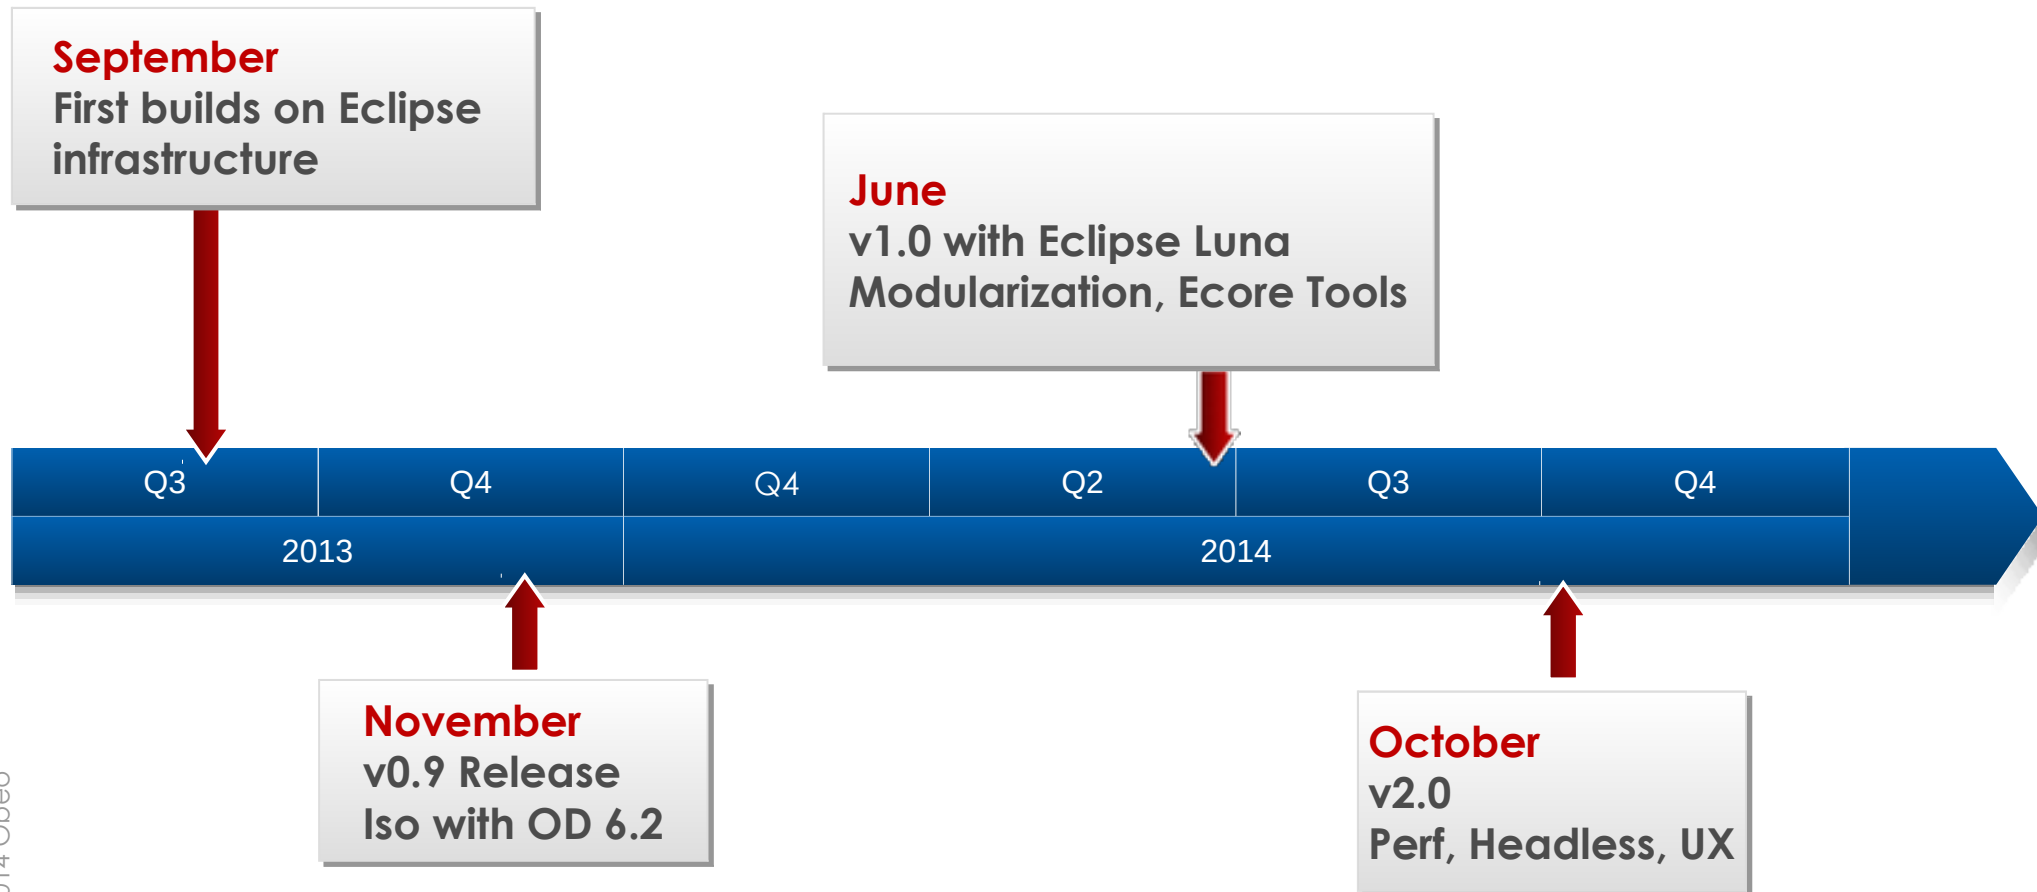 September
First builds on Eclipse
infrastructure
June
v1.0 with Eclipse Luna
Modularization, Ecore Tools
Q3 Q4 Q4 Q2 Q3 Q4
2013 2014
November
v0.9 Release
Iso with OD 6.2
October
v2.0
Perf, Headless, UX
Obeo